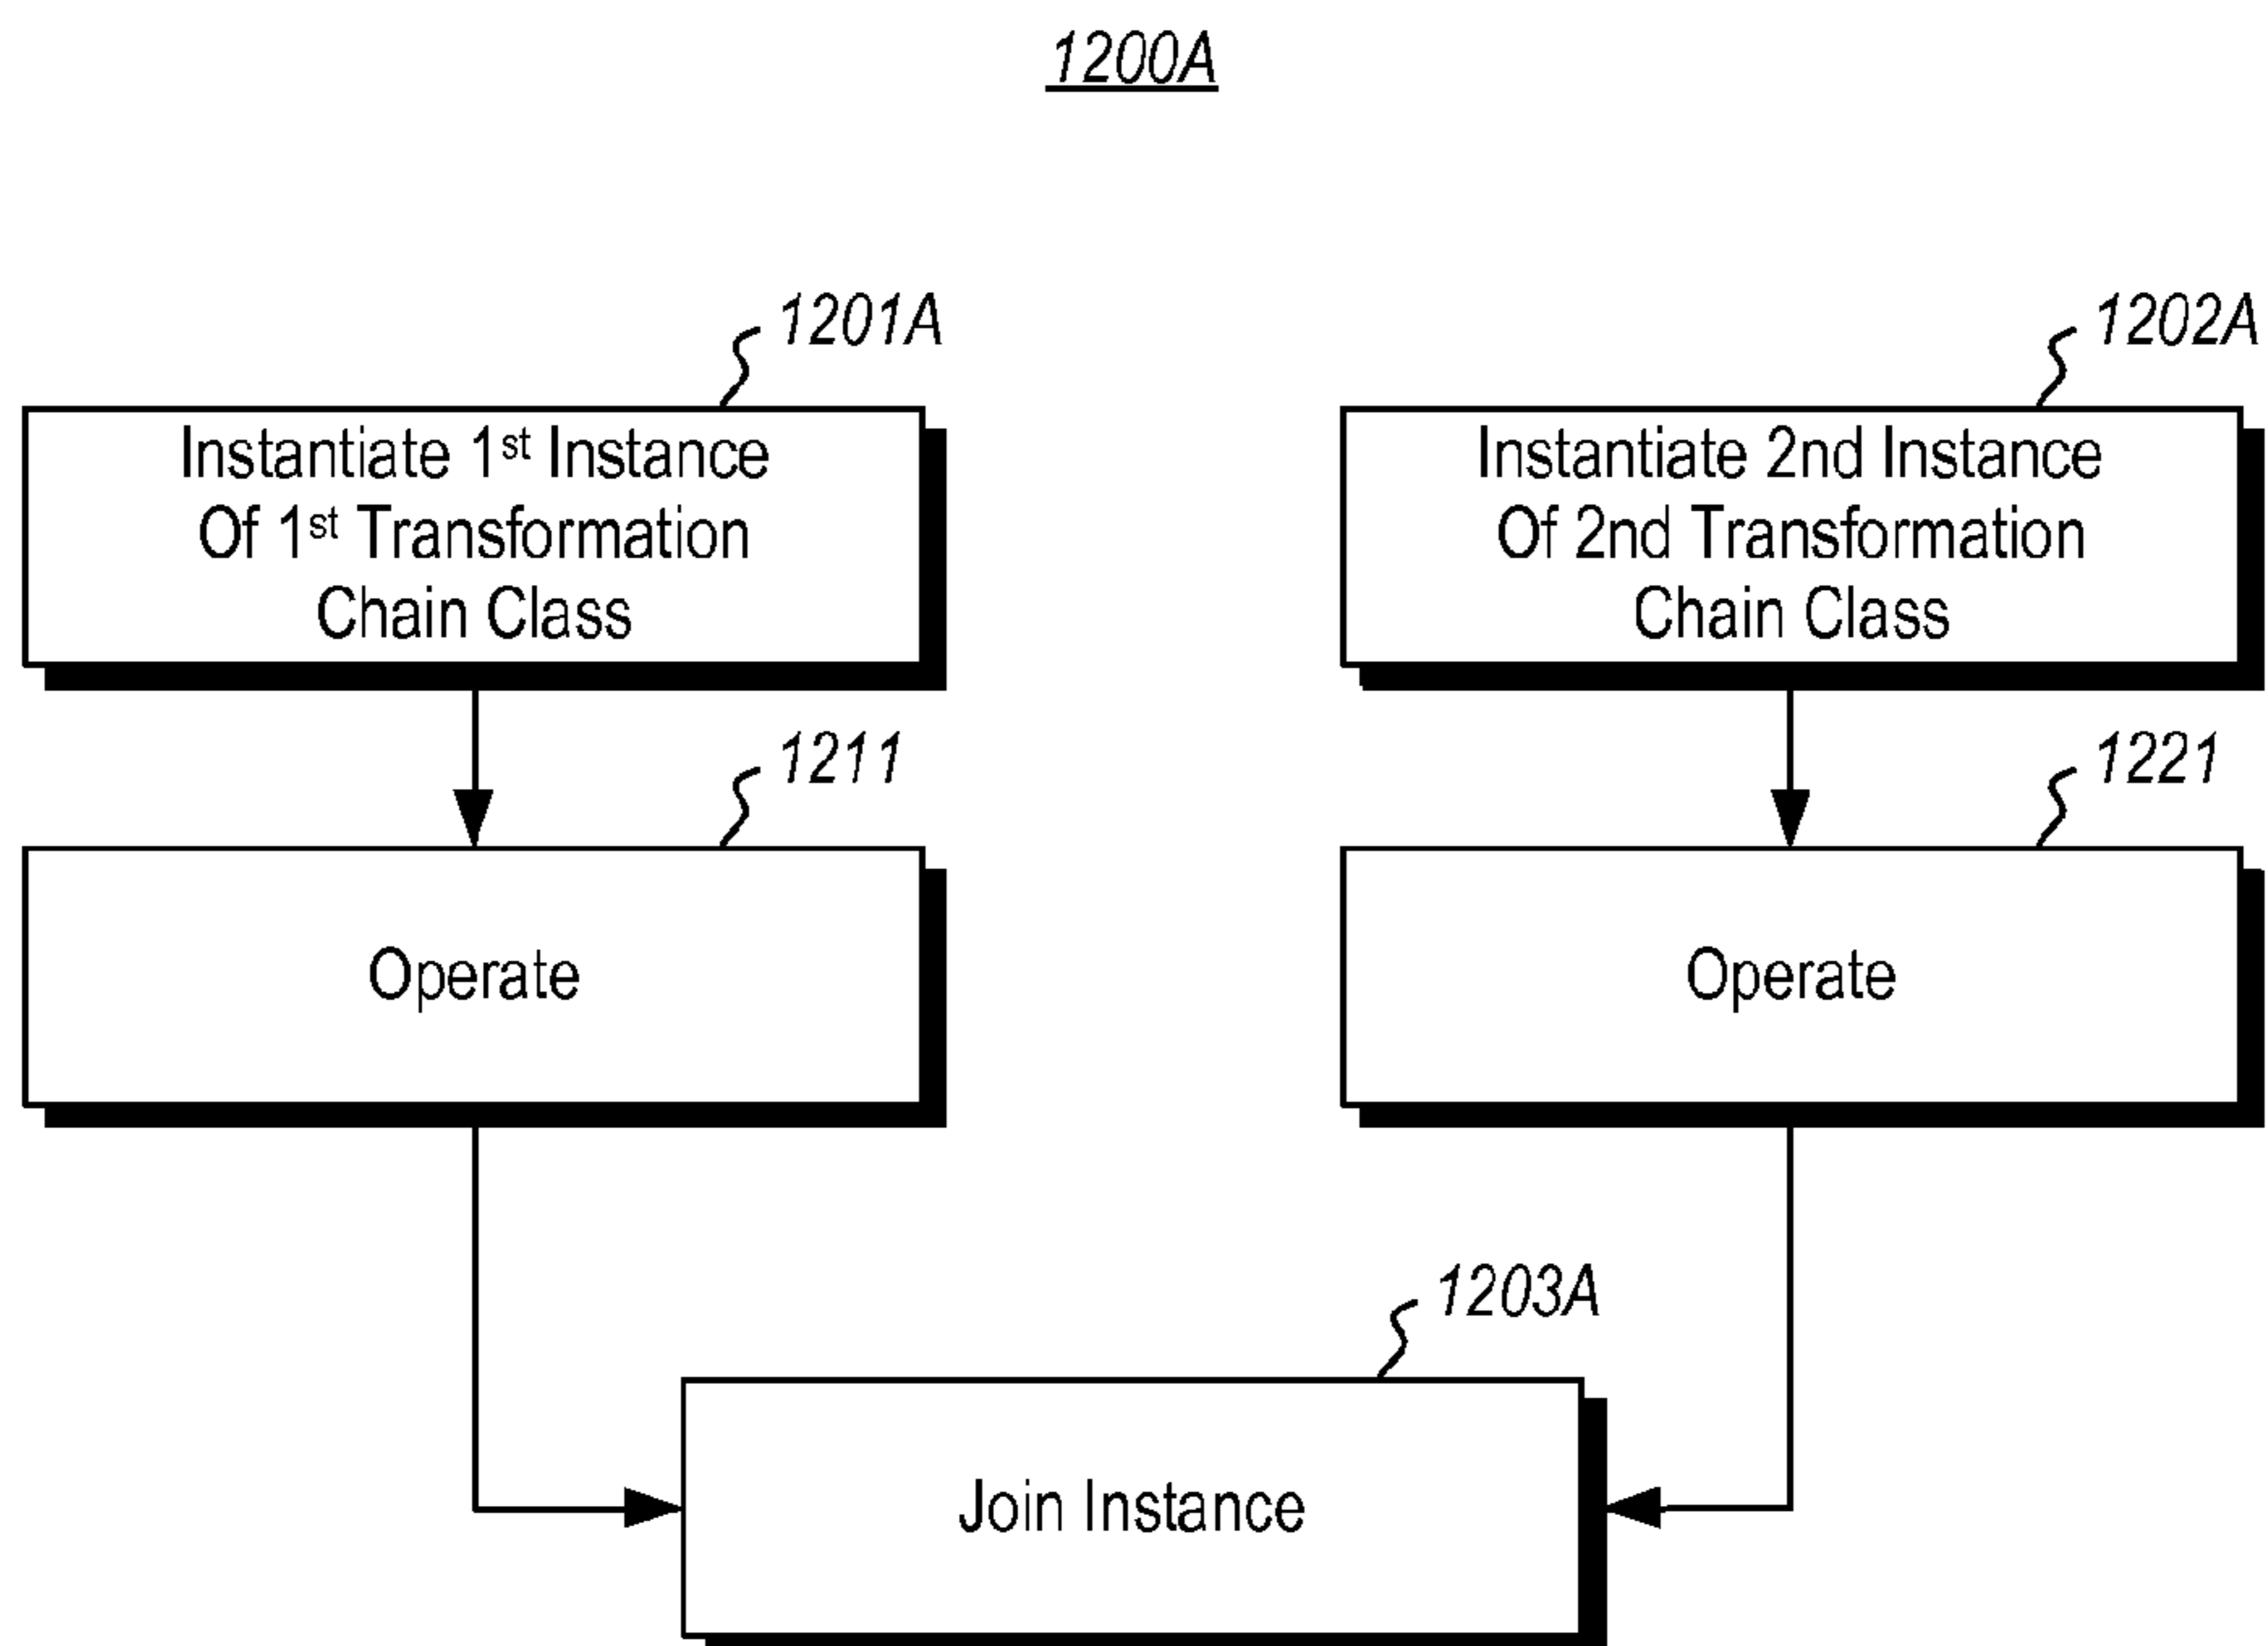 1200A
1201A
Instantiate 1st Instance
Of 1st Transformation
Chain Class
1202A
Instantiate 2nd Instance
Of 2nd Transformation
Chain Class
1211
Operate
1221
Operate
1203A
Join Instance